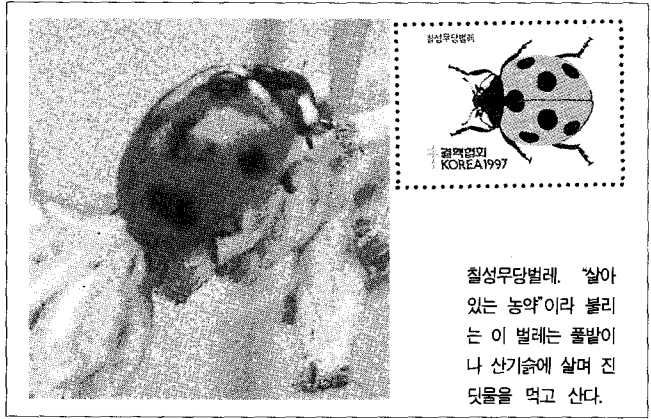 칠성무당벌레
결핵협회
KOREA1997
칠성무당벌레. “살아
있는 농약”이라 불리
는 이 벌레는 풀밭이
나 산기슭에 살며 진
딧물을 먹고 산다.